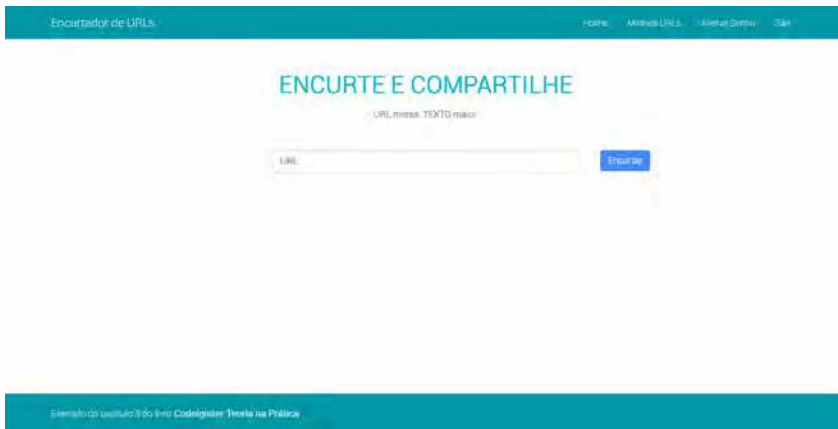 Encurtador de URLs
Home Minhas URLs Alterar Senha Sair
ENCURTE E COMPARTILHE
URL menor. TEXTO maior
URL
Encurtar
Exemplo do capítulo 3 do livro CodeIgniter Teoria na Prática